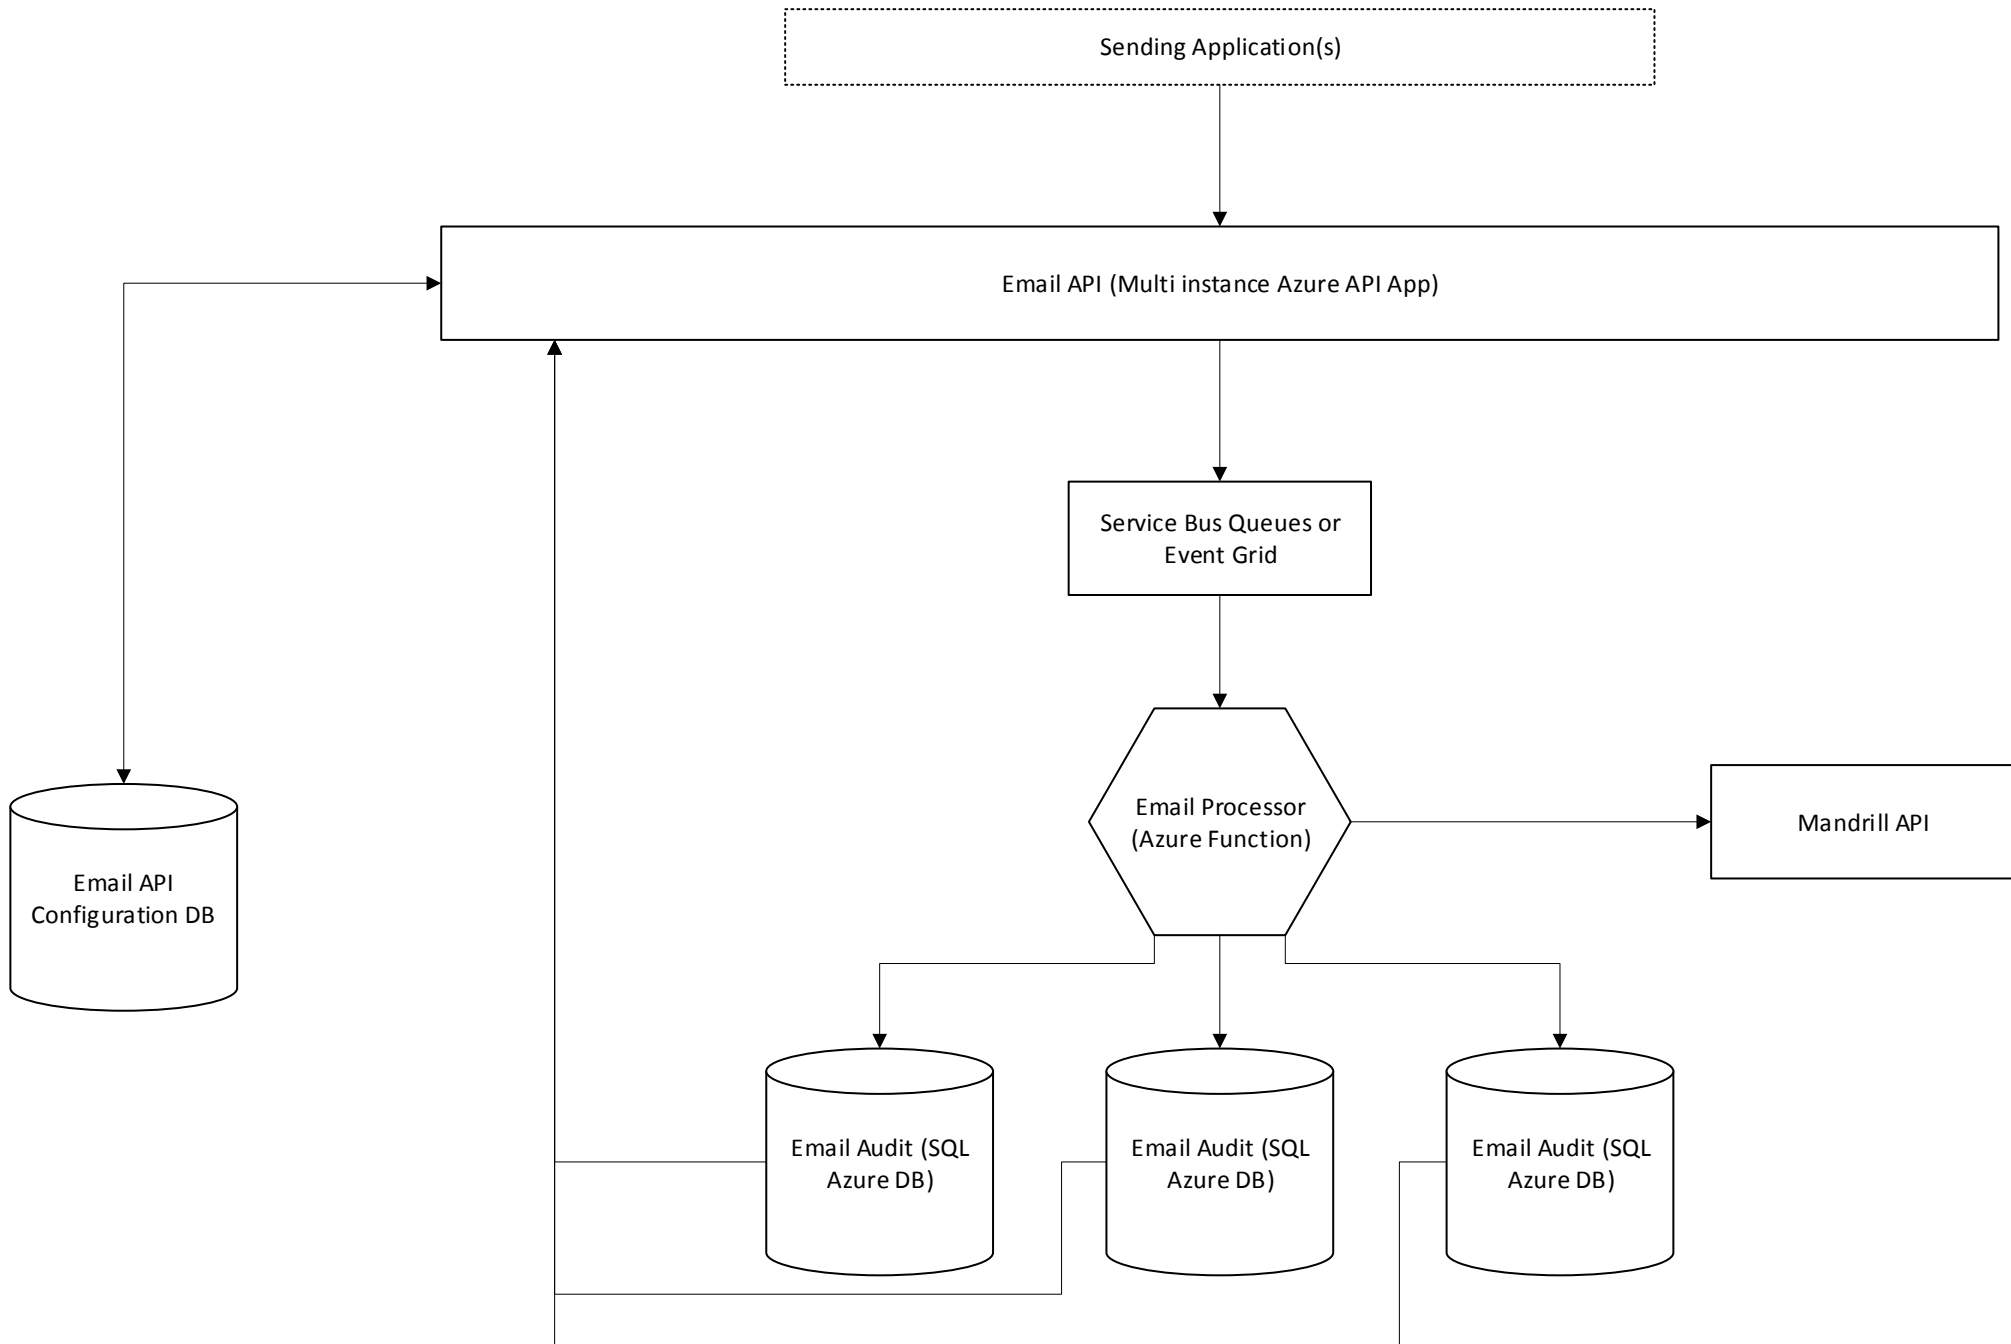 Sending Application(s)
Email API (Multi instance Azure API App)
Service Bus Queues or
Event Grid
Email Processor
(Azure Function)
Mandrill API
Email API
Configuration DB
Email Audit (SQL
Azure DB)
Email Audit (SQL
Azure DB)
Email Audit (SQL
Azure DB)